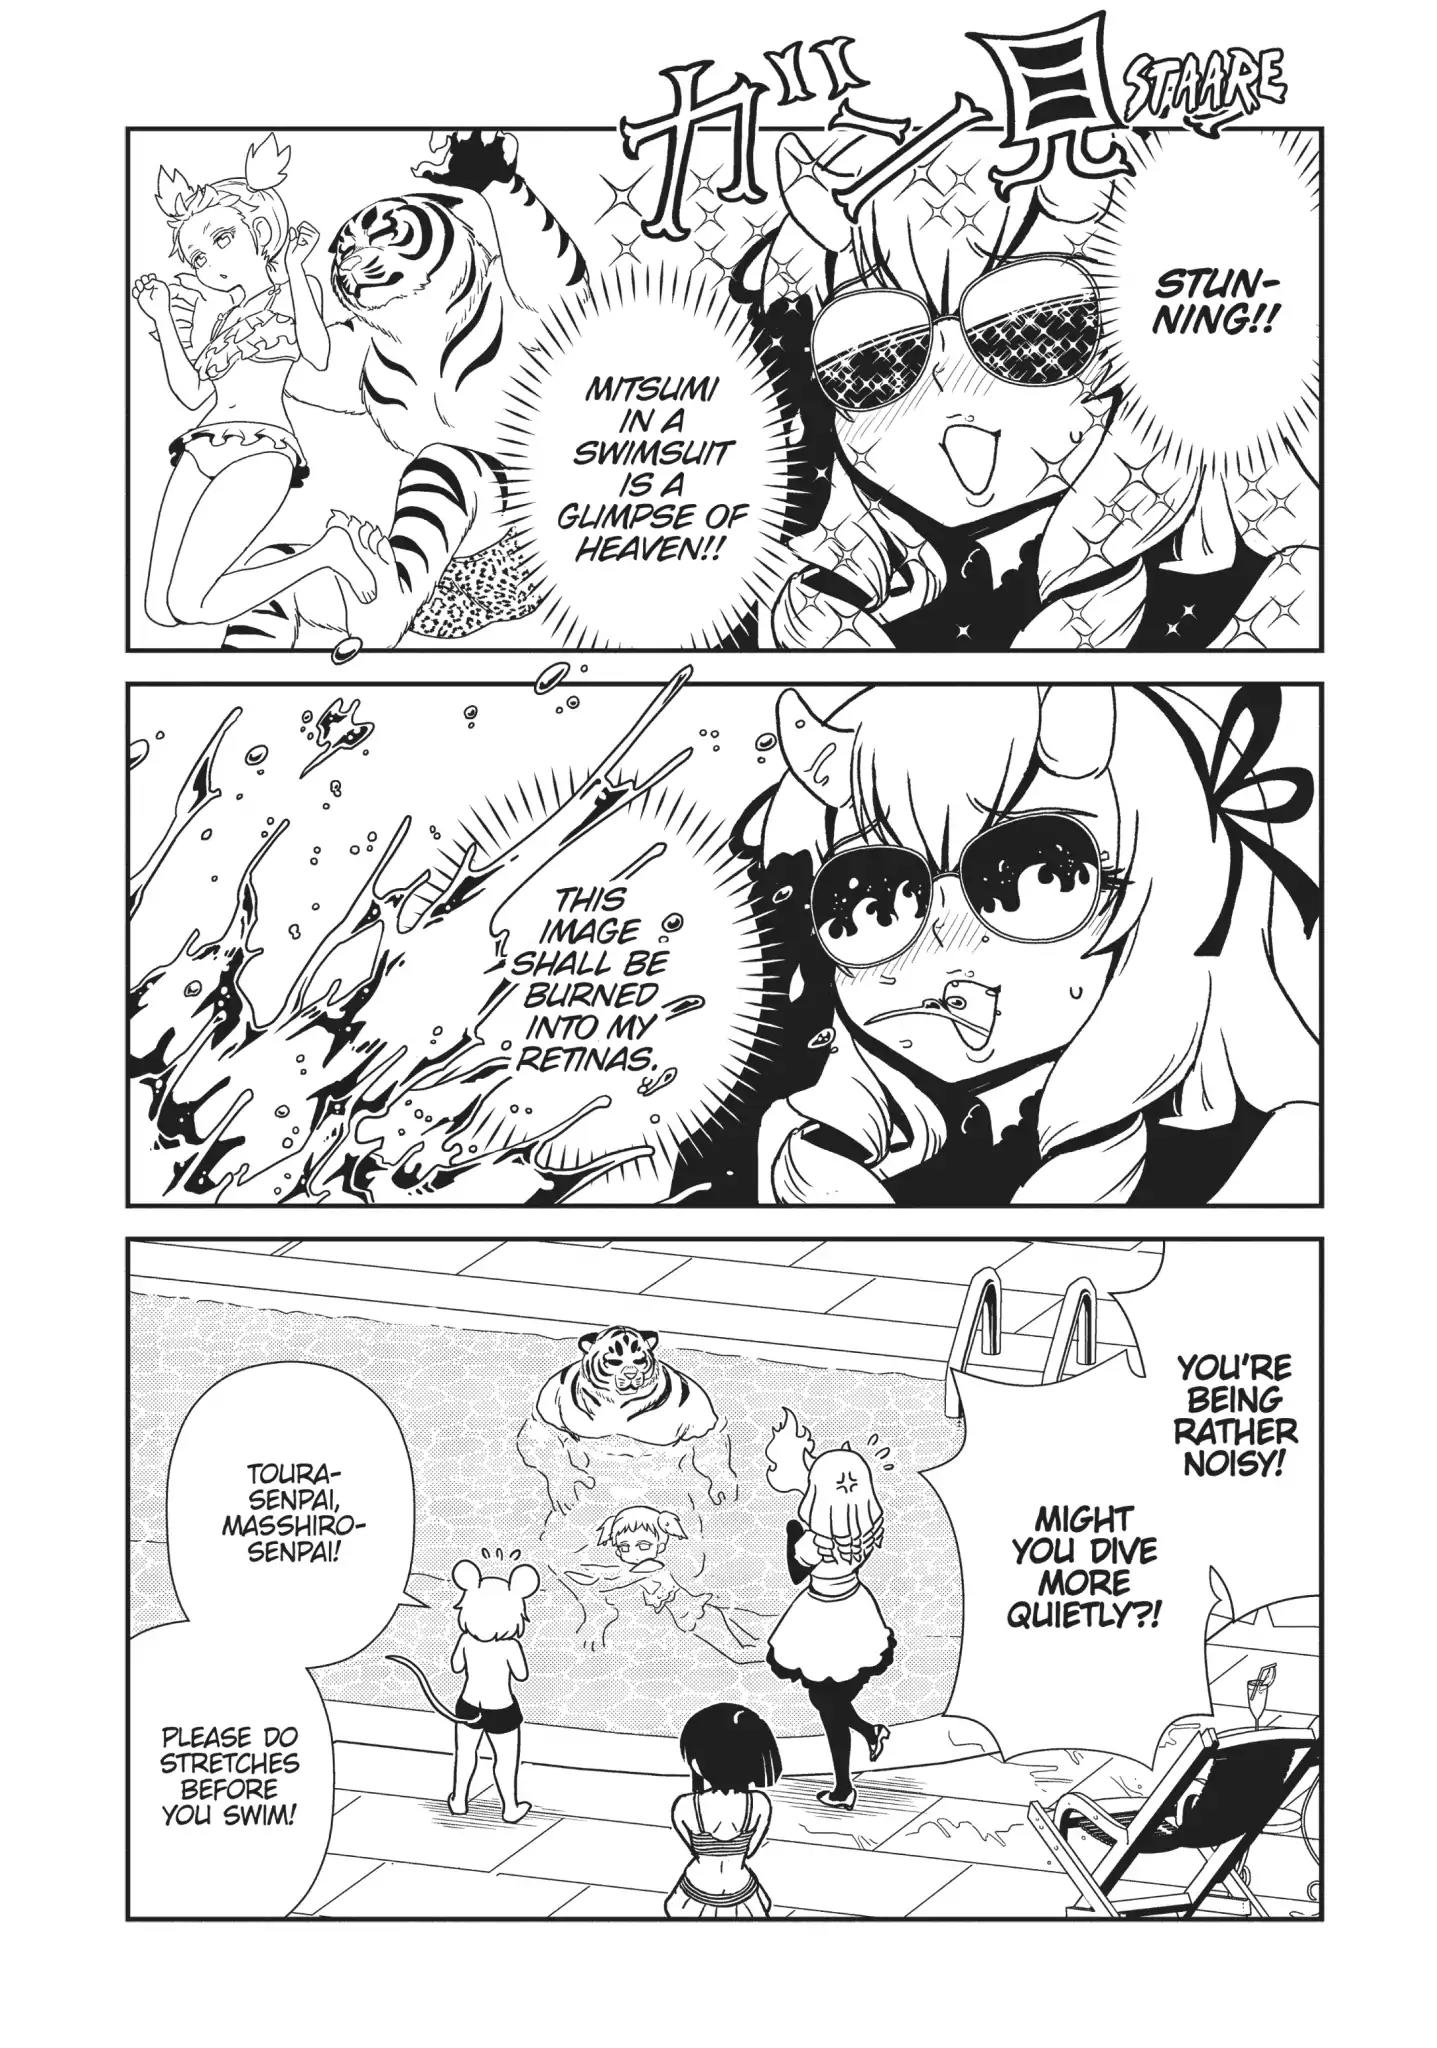 ガン見
STAARE
STUN-
NING!!
MITSUMI
IN A
SWIMSUIT
IS A
GLIMPSE OF
HEAVEN!!
THIS
IMAGE
SHALL BE
BURNED
INTO MY
RETINAS.
YOU'RE
BEING
RATHER
NOISY!
MIGHT
YOU DIVE
MORE
QUIETLY?!
TOURA-
SENPAI,
MASSHIRO-
SENPAI!
PLEASE DO
STRETCHES
BEFORE
YOU SWIM!